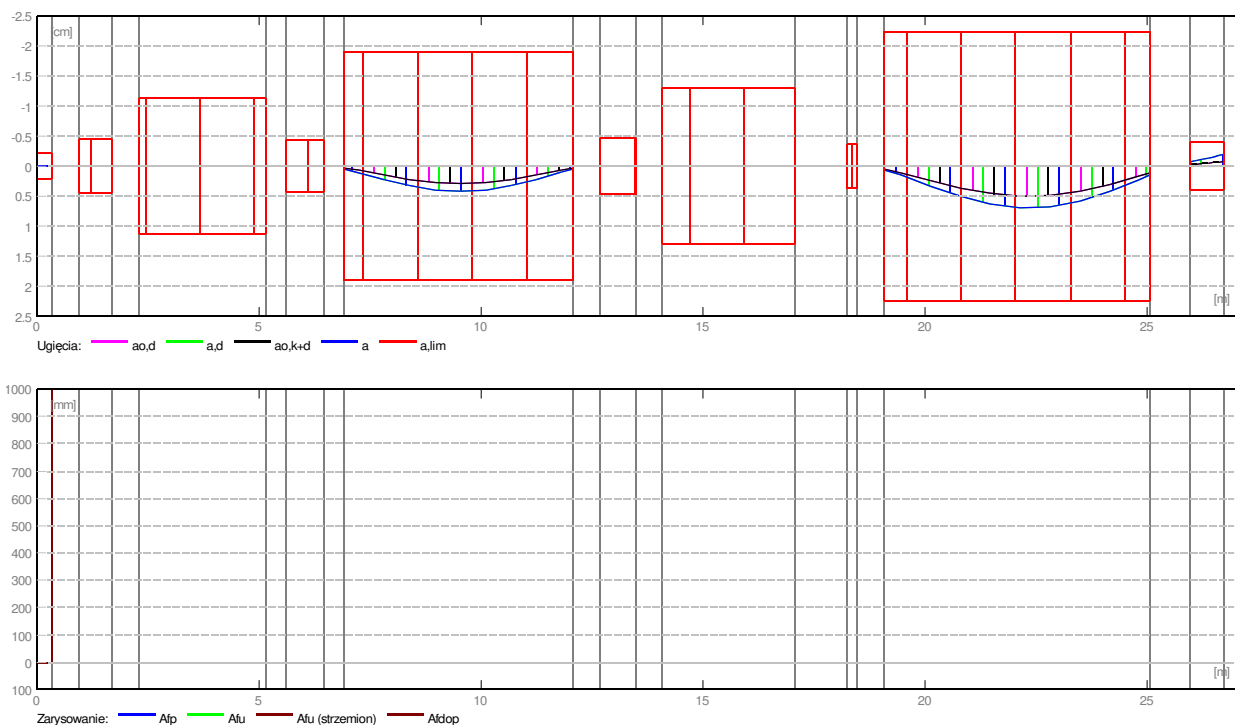 -2.5
[cm]
-2
-1.5
-1
-0.5
0
0.5
1
1.5
2
[m]
2.5
0 5 10 15 20 25
Ugięcia: ao,d a,d ao,k+d a a,lim
1000
[mm]
900
800
700
600
500
400
300
200
100
0
[m]
100
0 5 10 15 20 25
Zarysowanie: Afp Afu Afu (strzemion) Afdop